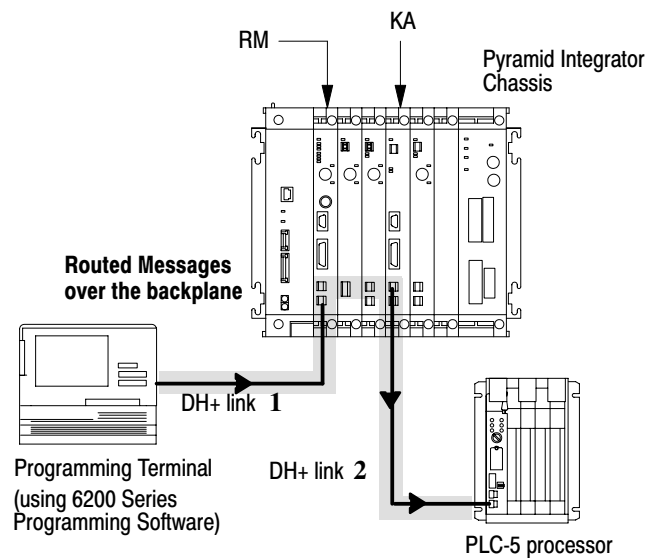 RM
KA
Pyramid Integrator
Chassis
Routed Messages
over the backplane
DH+ link 1
Programming Terminal
(using 6200 Series
Programming Software)
DH+ link 2
PLC-5 processor